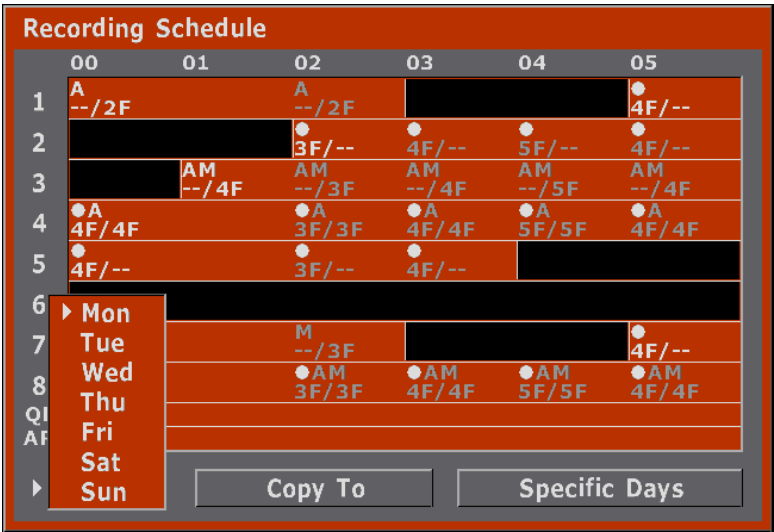 Recording Schedule
00 01 02 03 04 05
1 A A
--/2F --/2F 4F/--
2 3F/-- 4F/-- 5F/-- 4F/--
3 AM AM AM AM AM
--/4F --/3F --/4F --/5F --/4F
4 A A A A A
4F/4F 3F/3F 4F/4F 5F/5F 4F/4F
5 4F/-- 3F/-- 4F/--
6 Mon
7 Tue M
--/3F 4F/--
Wed
8 AM AM AM AM
Thu 3F/3F 4F/4F 5F/5F 4F/4F
Fri
Sat
Sun Copy To Specific Days